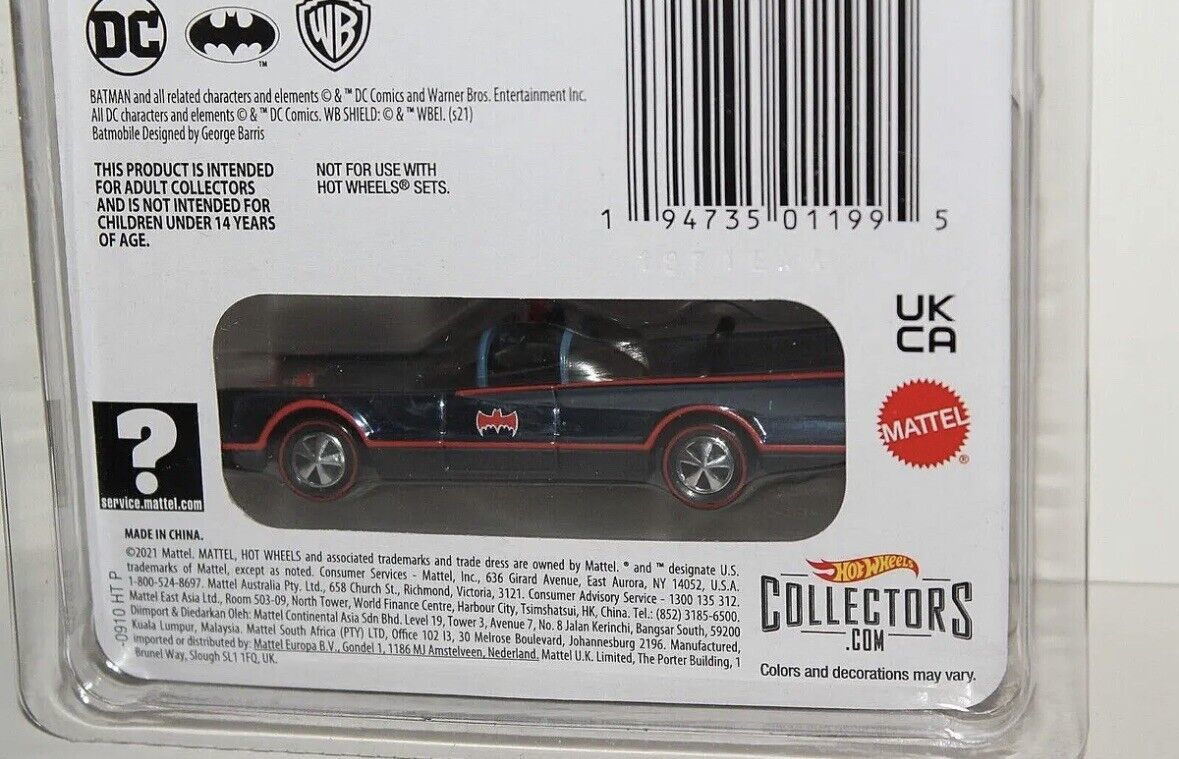 DC
TM
WB
BATMAN and all related characters and elements © & ™ DC Comics and Warner Bros. Entertainment Inc.
All DC characters and elements © & ™ DC Comics. WB SHIELD: © & ™ WBEI. (s21)
Batmobile Designed by George Barris
THIS PRODUCT IS INTENDED
FOR ADULT COLLECTORS
AND IS NOT INTENDED FOR
CHILDREN UNDER 14 YEARS
OF AGE.
NOT FOR USE WITH
HOT WHEELS® SETS.
1 94735 01199 5
UK
CA
MATTEL®
?
service.mattel.com
MADE IN CHINA.
©2021 Mattel. MATTEL, HOT WHEELS and associated trademarks and trade dress are owned by Mattel. ® and ™ designate U.S.
trademarks of Mattel, except as noted. Consumer Services - Mattel, Inc., 636 Girard Avenue, East Aurora, NY 14052, U.S.A.
1-800-524-8697. Mattel Australia Pty. Ltd., 658 Church St., Richmond, Victoria, 3121. Consumer Advisory Service - 1300 135 312.
Mattel East Asia Ltd., Room 503-09, North Tower, World Finance Centre, Harbour City, Tsimshatsui, HK, China. Tel.: (852) 3185-6500.
Diimport & Diedarkan Oleh: Mattel Continental Asia Sdn Bhd. Level 19, Tower 3, Avenue 7, No. 8 Jalan Kerinchi, Bangsar South, 59200
Kuala Lumpur, Malaysia. Mattel South Africa (PTY) LTD, Office 102 I3, 30 Melrose Boulevard, Johannesburg 2196. Manufactured,
imported or distributed by: Mattel Europa B.V., Gondel 1, 1186 MJ Amstelveen, Nederland. Mattel U.K. Limited, The Porter Building, 1
Brunel Way, Slough SL1 1FQ, UK.
0910 HT P
HOT WHEELS
COLLECTORS
.COM
Colors and decorations may vary.